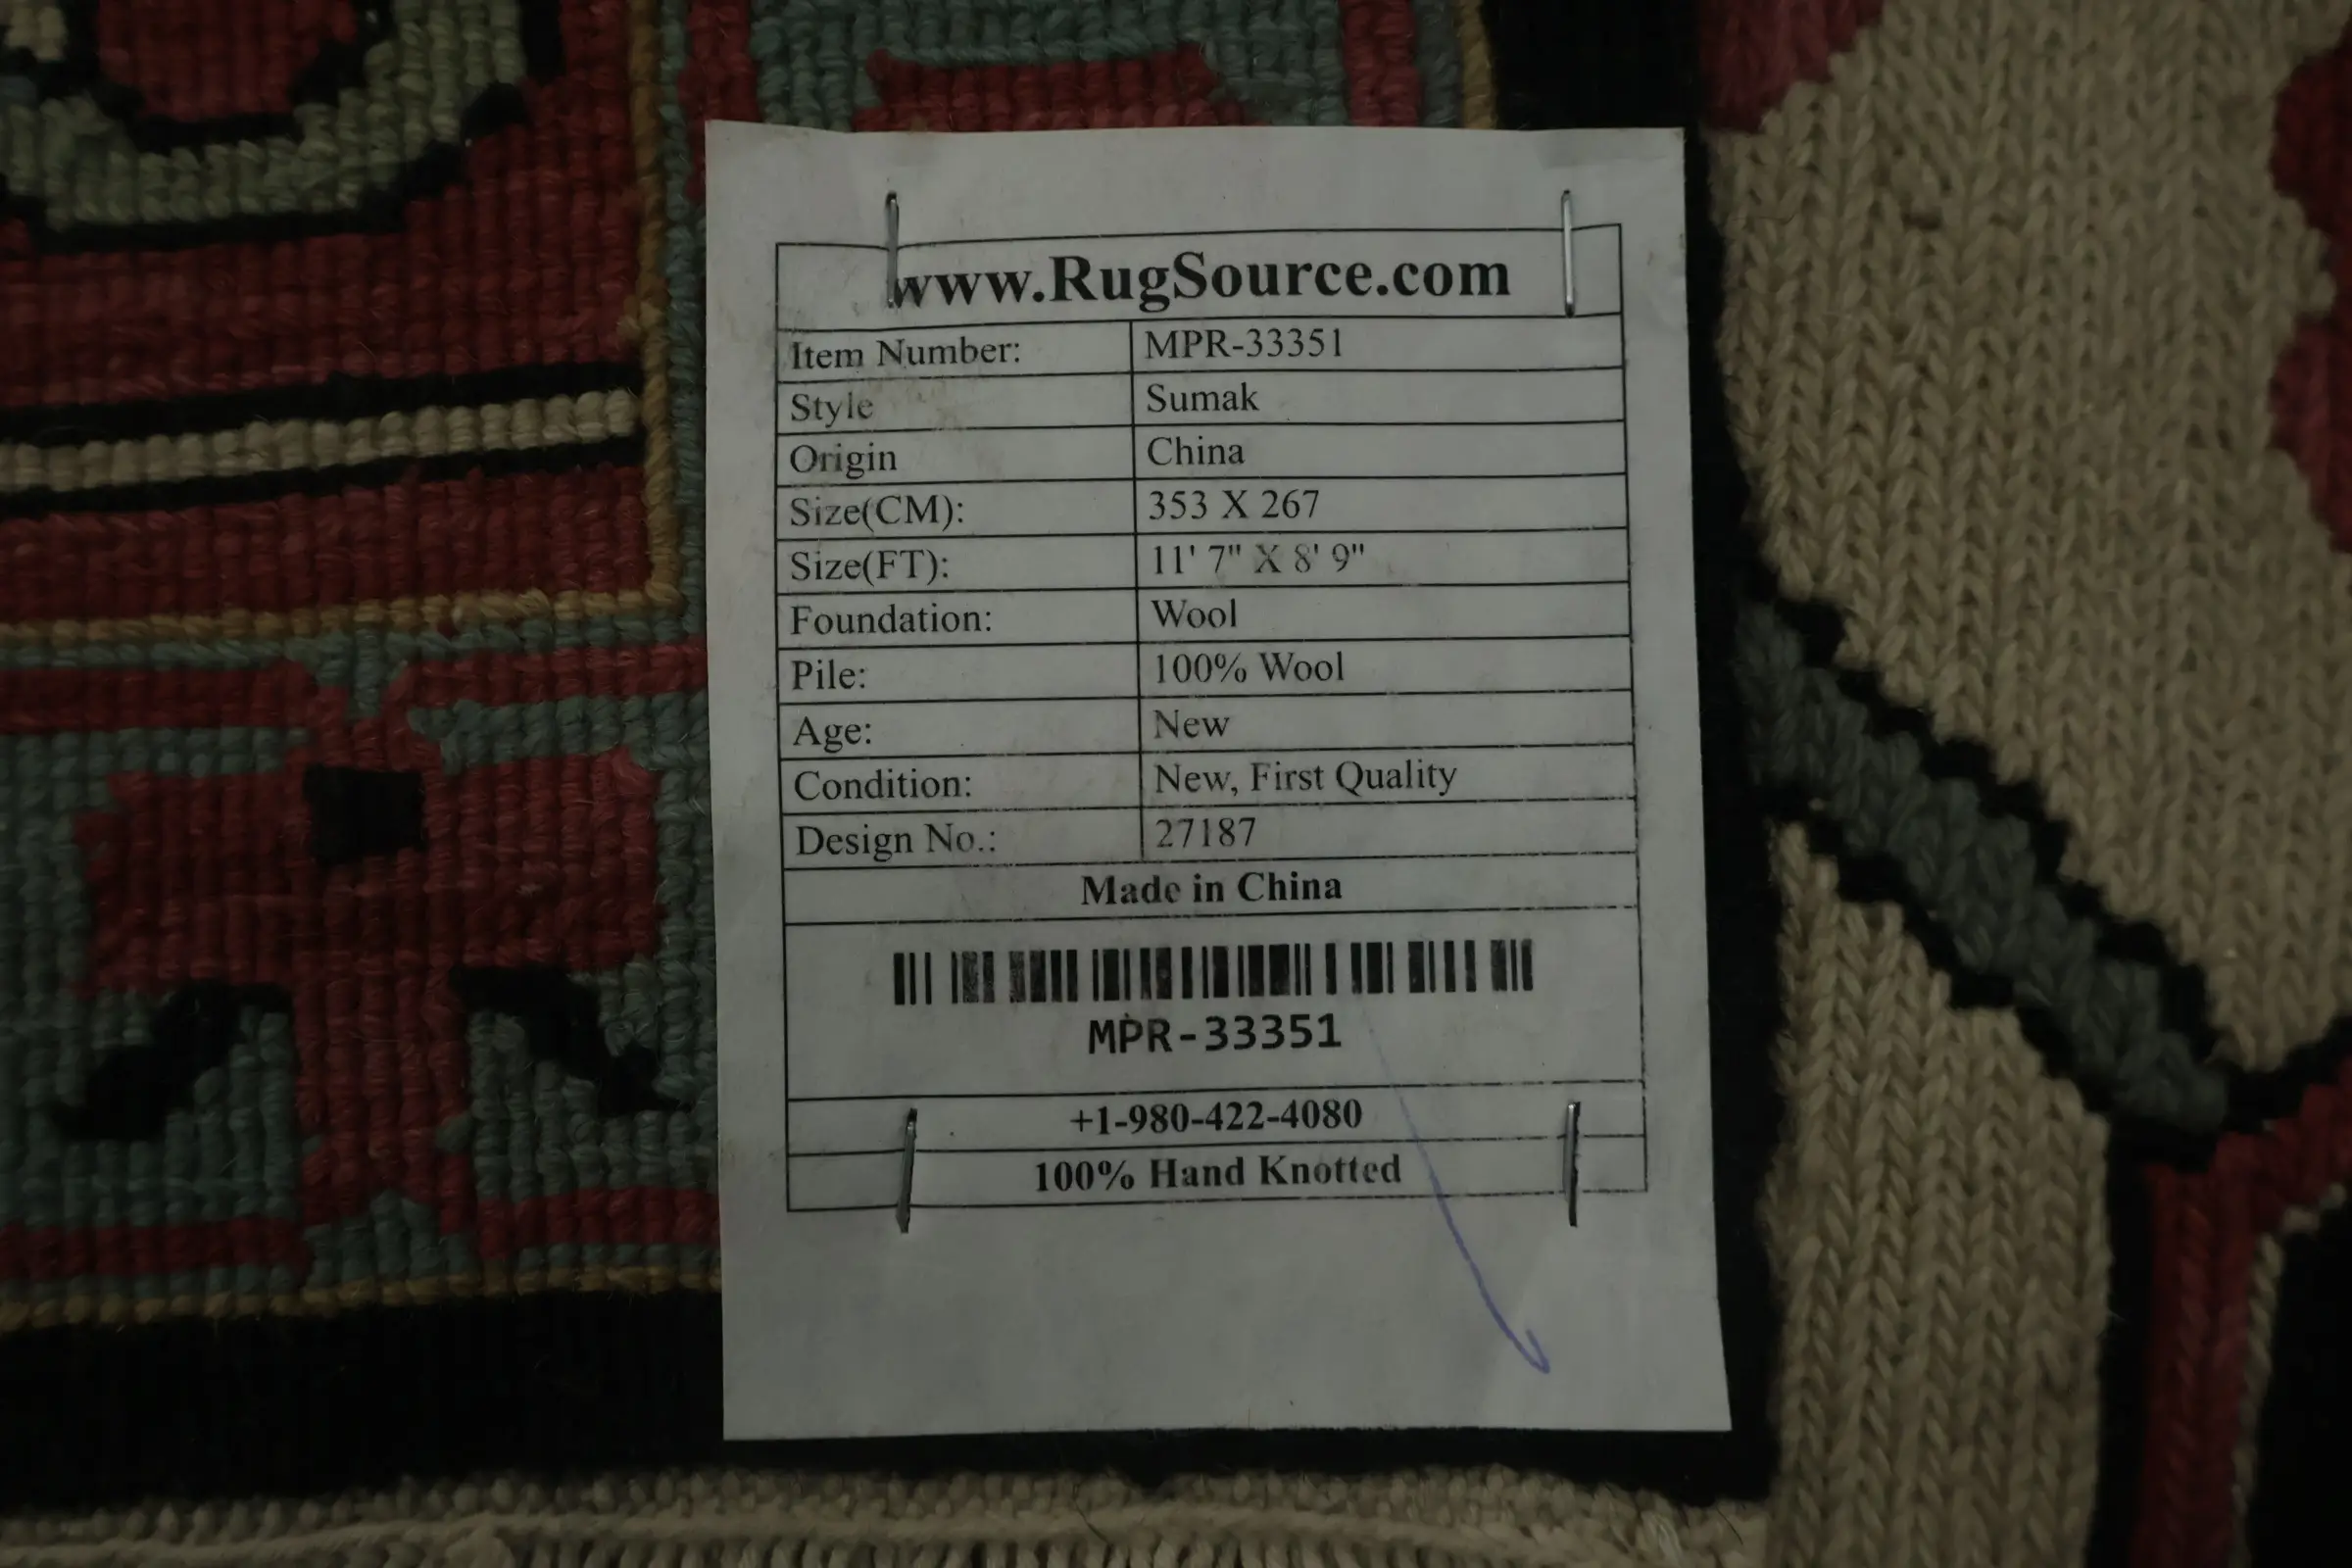 www.RugSource.com
Item Number: MPR-33351
Style Sumak
Origin China
Size(CM): 353 X 267
Size(FT): 11' 7" X 8' 9"
Foundation: Wool
Pile: 100% Wool
Age: New
Condition: New, First Quality
Design No.: 27187
Made in China
MPR-33351
+1-980-422-4080
100% Hand Knotted